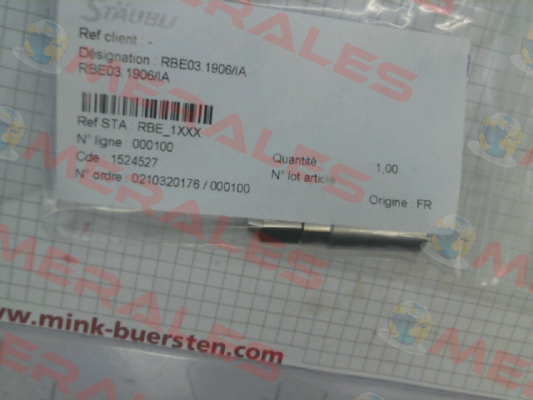 STÄUBLI
Ref client : -
Désignation : RBE03.1906/IA
RBE03.1906/IA
Ref STA : RBE_1XXX
N° ligne : 000100
Cde : 1524527
N° ordre : 0210320176 / 000100
Quantité : 1,00
N° lot article
Origine : FR
www.mink-buersten.com
MERALES
MERALES
MERALES
MERALES